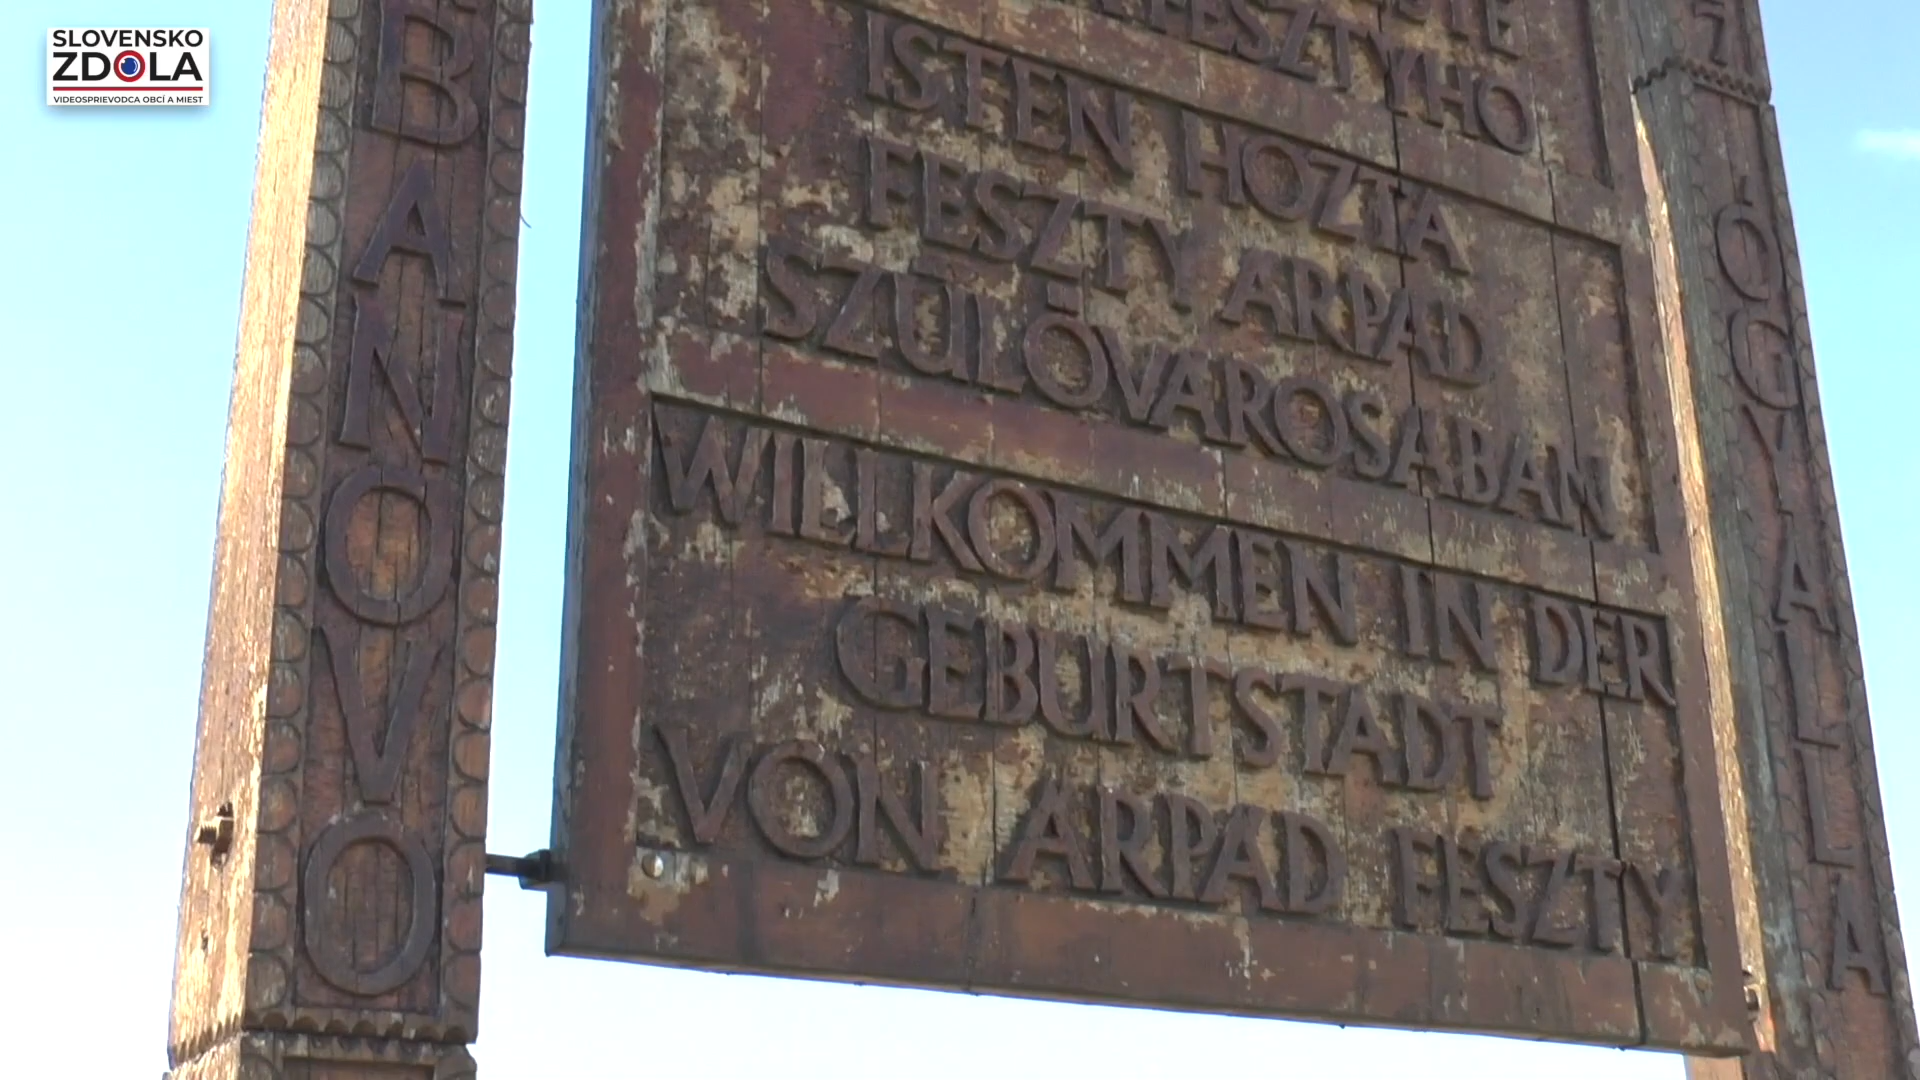 SLOVENSKO
ZDOLA
VIDEOSPRIEVODCA OBCÍ A MIEST
BANOVO
FESZTYHO
ISTEN HOZTA
FESZTY ÁRPÁD
SZÜLŐVÁROSÁBAN
WILLKOMMEN IN DER
GEBURTSTADT
VON ÁRPÁD FESZTY
ÓGYALLA